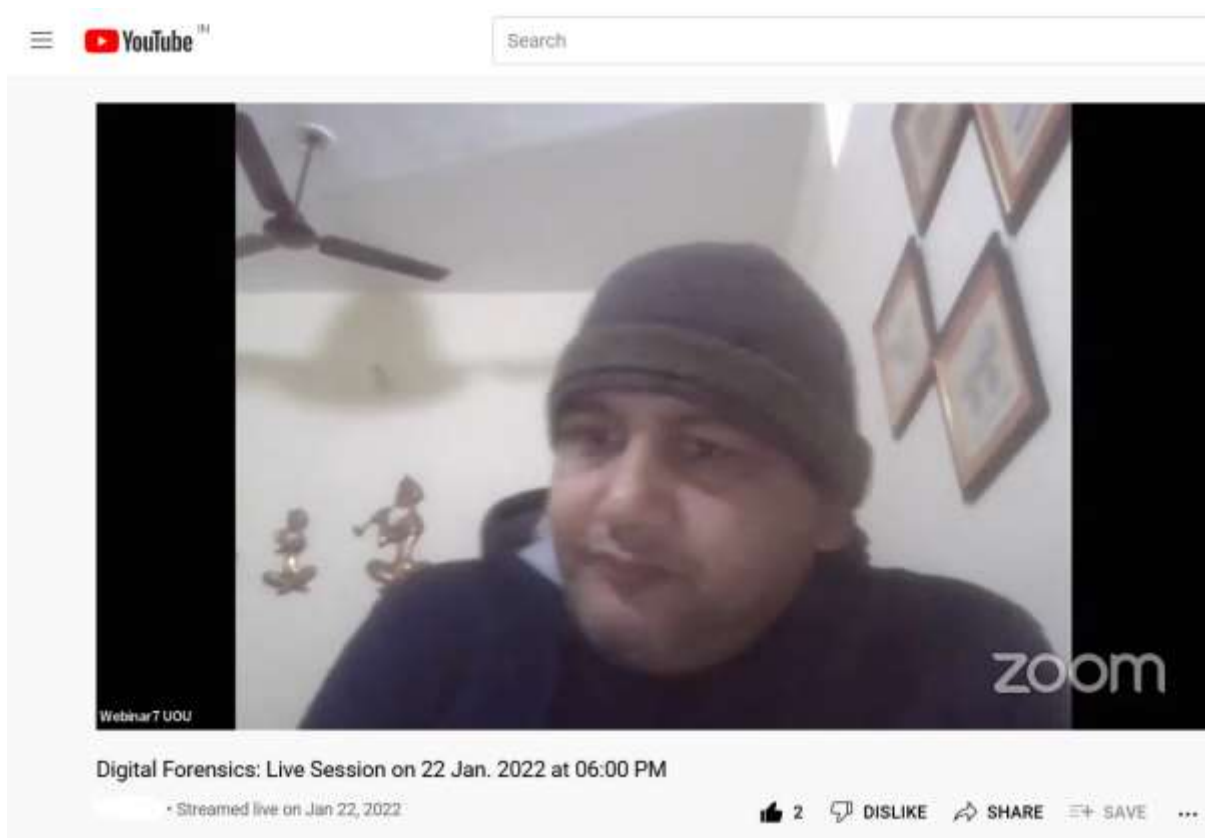 YouTube IN
Search
zoom
Webinar7 UOU
Digital Forensics: Live Session on 22 Jan. 2022 at 06:00 PM
• Streamed live on Jan 22, 2022
2 DISLIKE SHARE SAVE